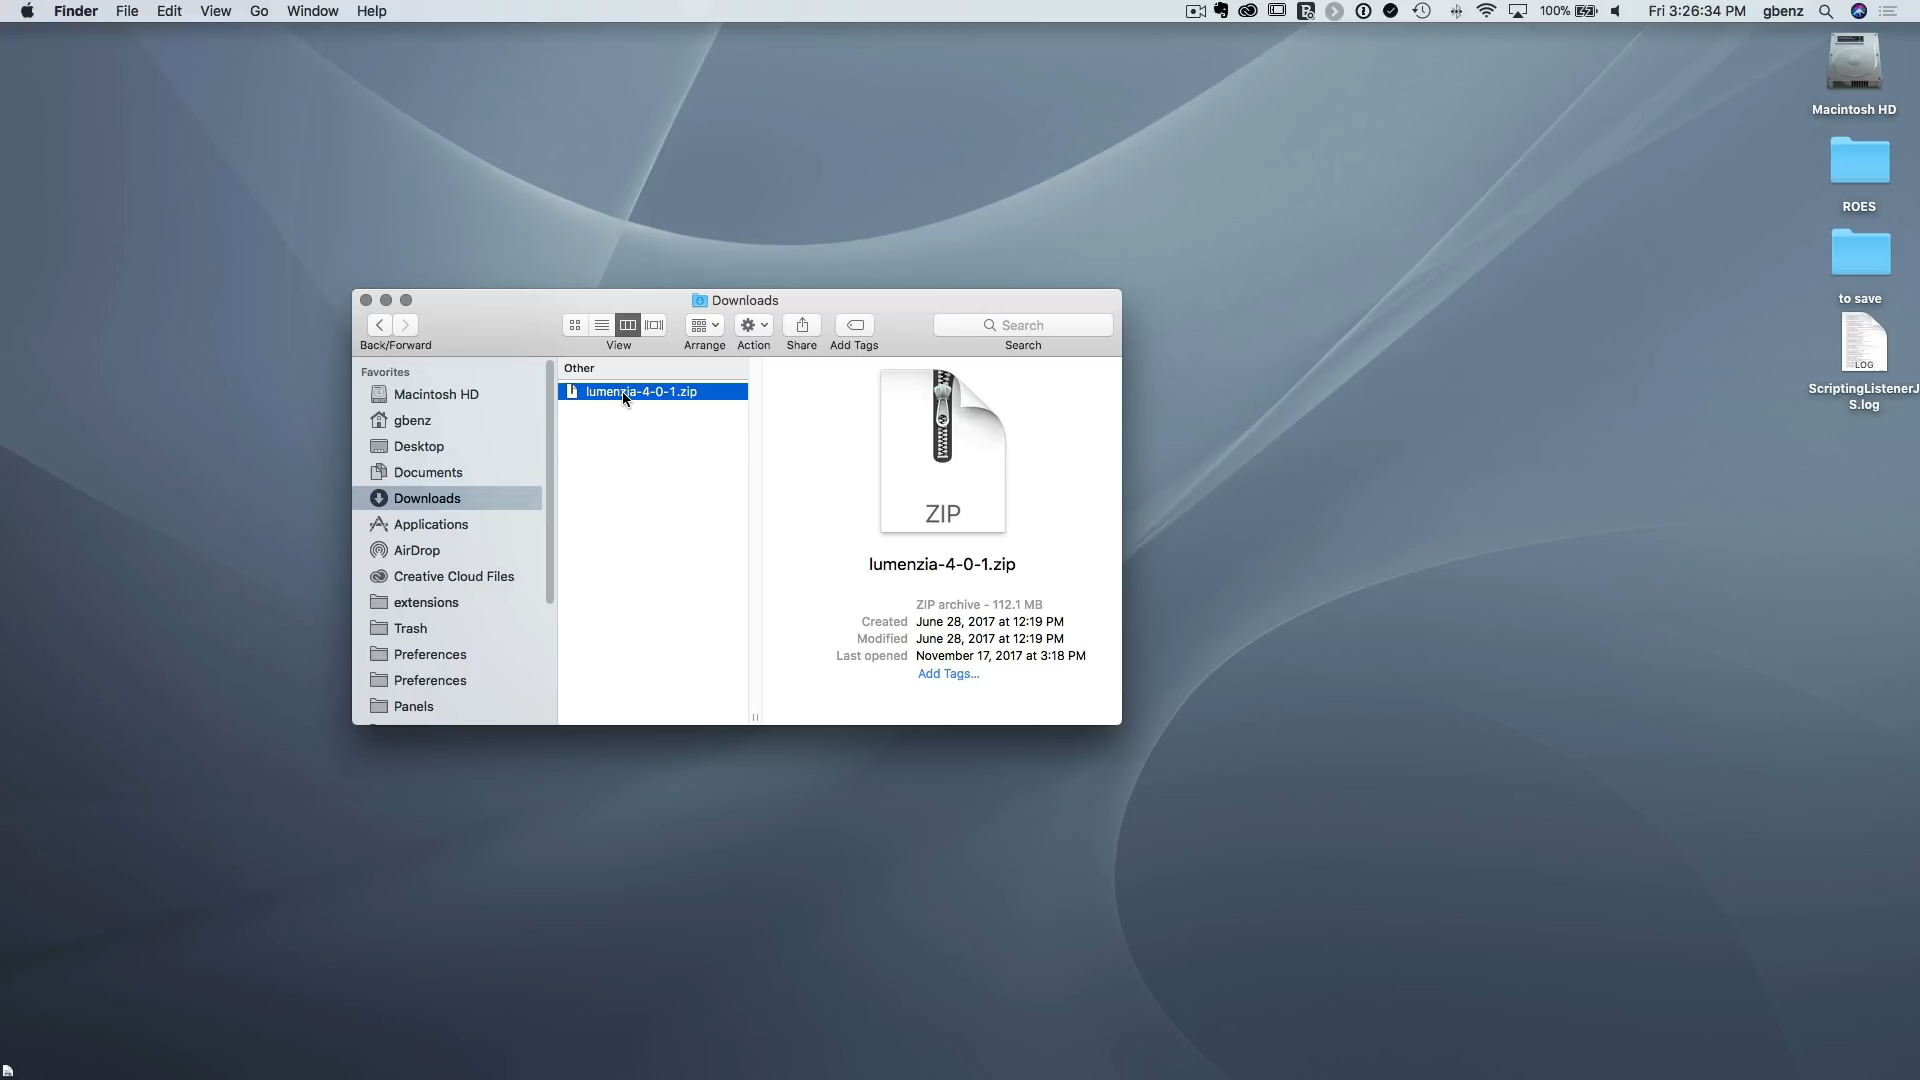 Finder File Edit View Go Window Help
100% Fri 3:26:34 PM gbenz
Macintosh HD
ROES
to save
LOG
ScriptingListenerJ
S.log
Downloads
Search
Back/Forward View Arrange Action Share Add Tags Search
Favorites
Macintosh HD
gbenz
Desktop
Documents
Downloads
Applications
AirDrop
Creative Cloud Files
extensions
Trash
Preferences
Preferences
Panels
Other
lumenzia-4-0-1.zip
ZIP
lumenzia-4-0-1.zip
ZIP archive - 112.1 MB
Created June 28, 2017 at 12:19 PM
Modified June 28, 2017 at 12:19 PM
Last opened November 17, 2017 at 3:18 PM
Add Tags...